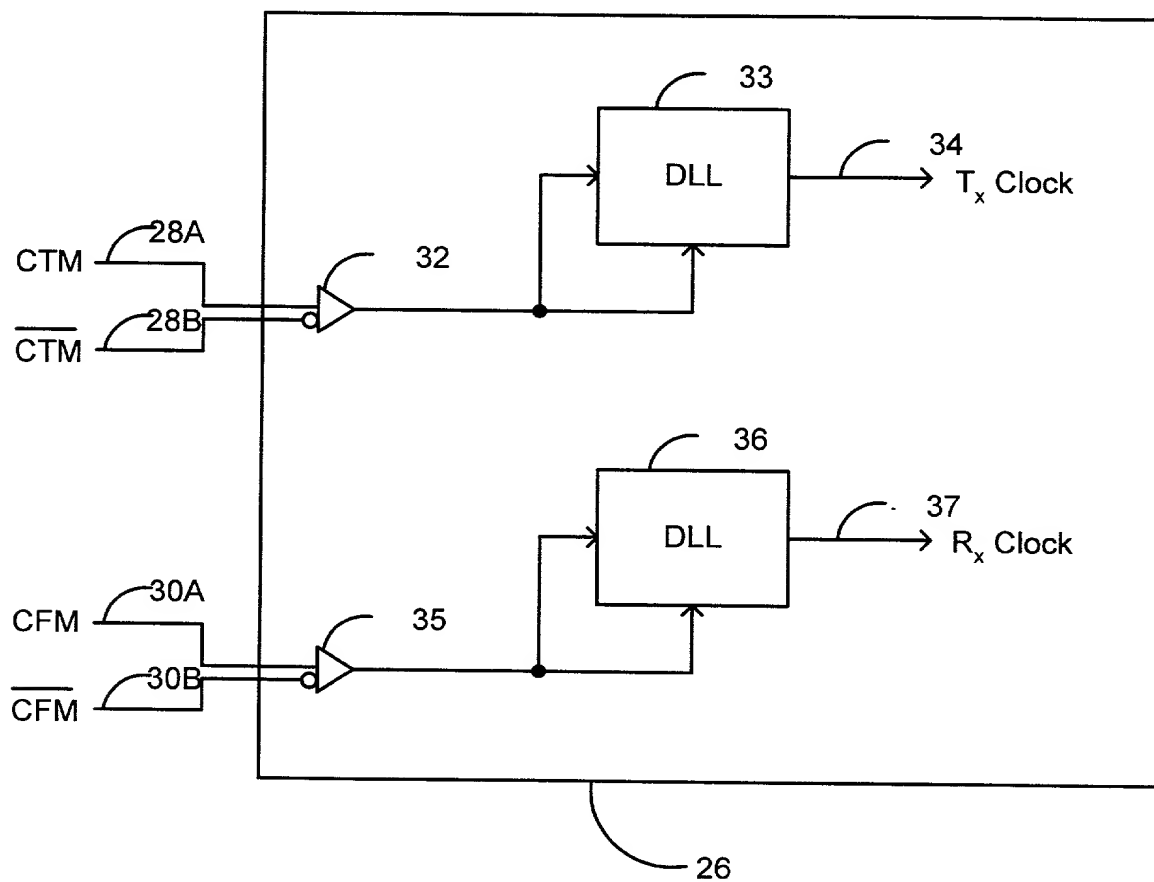 33
DLL
34
Tx Clock
28A
CTM
32
28B
CTM
36
DLL
37
Rx Clock
30A
CFM
35
30B
CFM
26